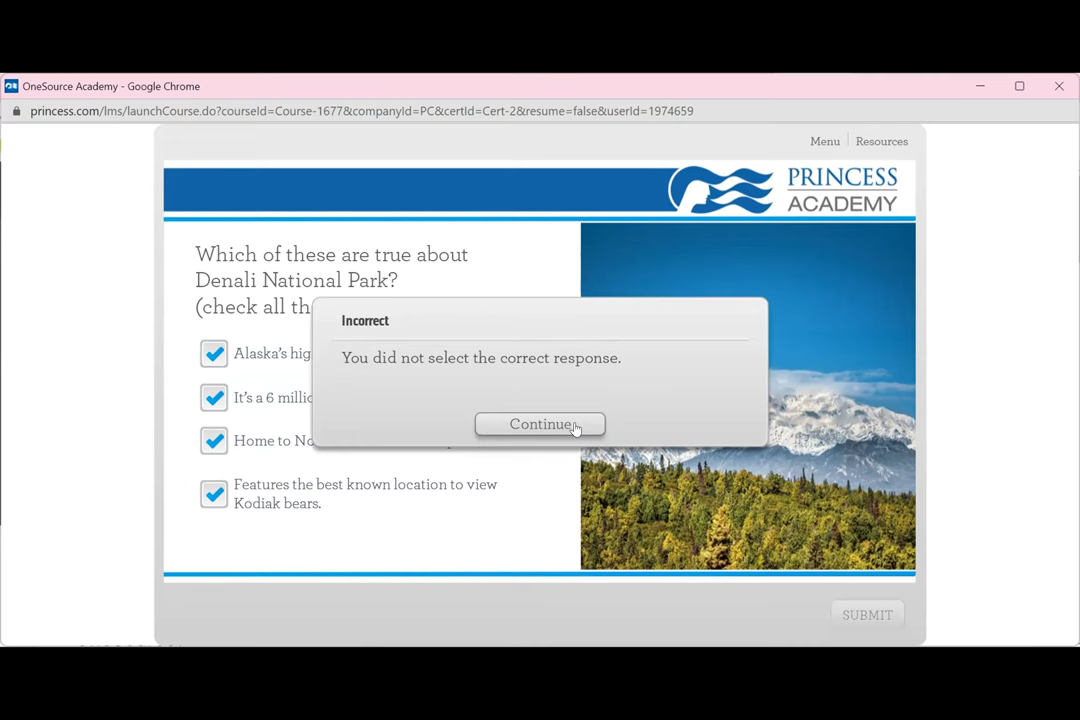 OneSource Academy - Google Chrome
princess.com/lms/launchCourse.do?courseId=Course-1677&companyId=PC&certId=Cert-2&resume=false&userId=1974659
Menu
Resources
PRINCESS
ACADEMY
Which of these are true about
Denali National Park?
(check all th
Incorrect
You did not select the correct response.
Continue
Alaska's hig
It's a 6 millio
Home to No
Features the best known location to view
Kodiak bears.
SUBMIT